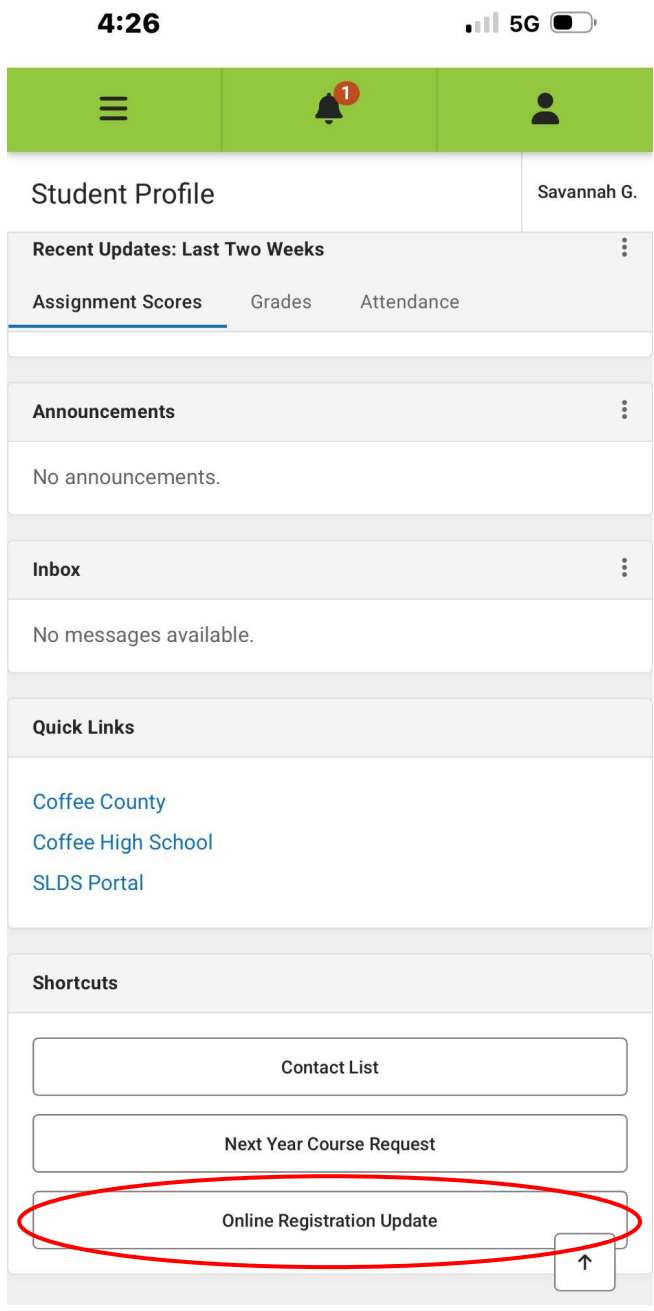 4:26
5G
1
Student Profile
Savannah G.
Recent Updates: Last Two Weeks
Assignment Scores Grades Attendance
Announcements
No announcements.
Inbox
No messages available.
Quick Links
Coffee County
Coffee High School
SLDS Portal
Shortcuts
Contact List
Next Year Course Request
Online Registration Update